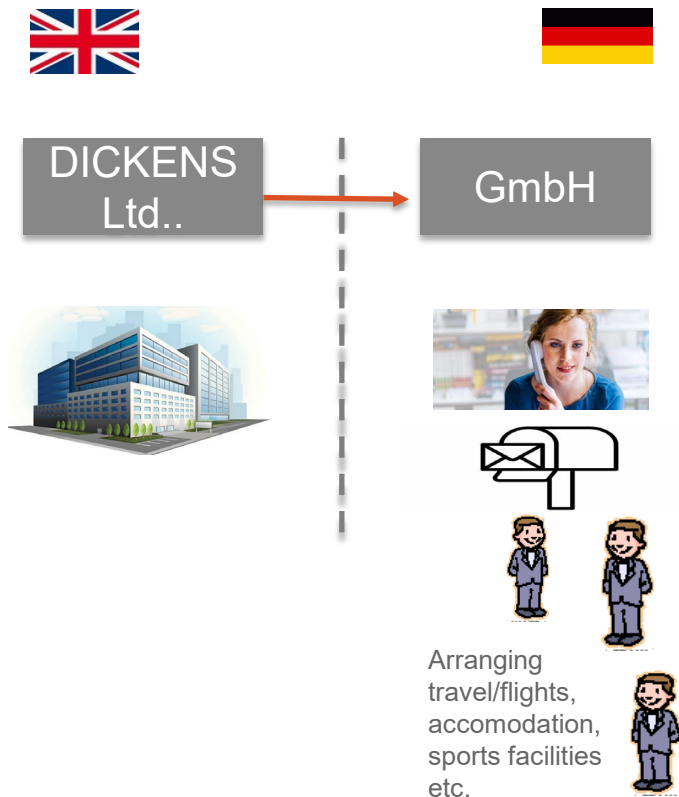 DICKENS
Ltd..
GmbH
Arranging
travel/flights,
accomodation,
sports facilities
etc.